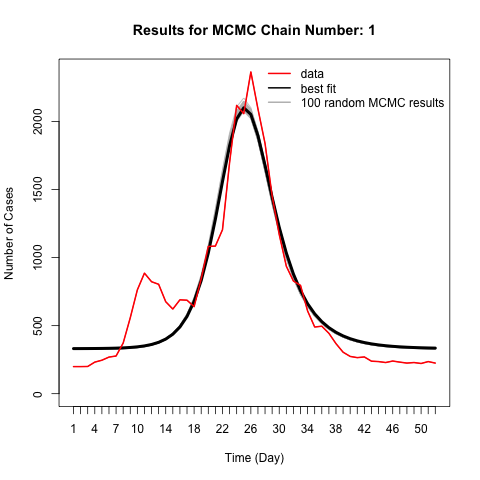 Results for MCMC Chain Number: 1
data
best fit
100 random MCMC results
Number of Cases
2000
1500
1000
500
0
1 4 7 10 14 18 22 26 30 34 38 42 46 50
Time (Day)